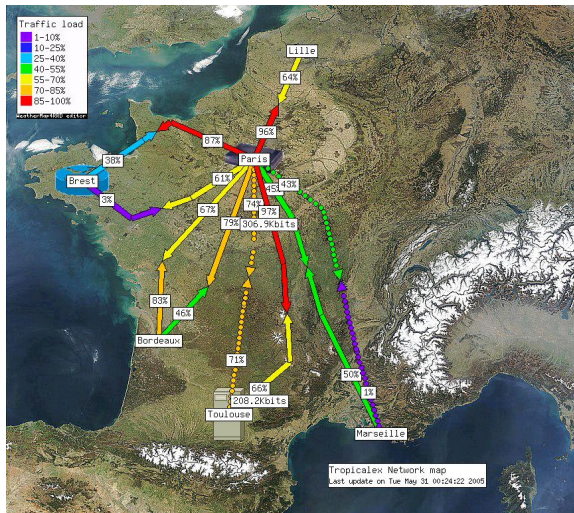 Traffic load
1-10%
10-25%
25-40%
40-55%
55-70%
70-85%
85-100%
WeatherMap4RRD editor
Lille
64%
96%
87%
Paris
38%
Brest
3%
61%
45%
43%
67%
74%
97%
79%
306.9Kbits
83%
46%
Bordeaux
71%
50%
66%
1%
208.2Kbits
Toulouse
Marseille
Tropicalex Network map
Last update on Tue May 31 00:24:22 2005